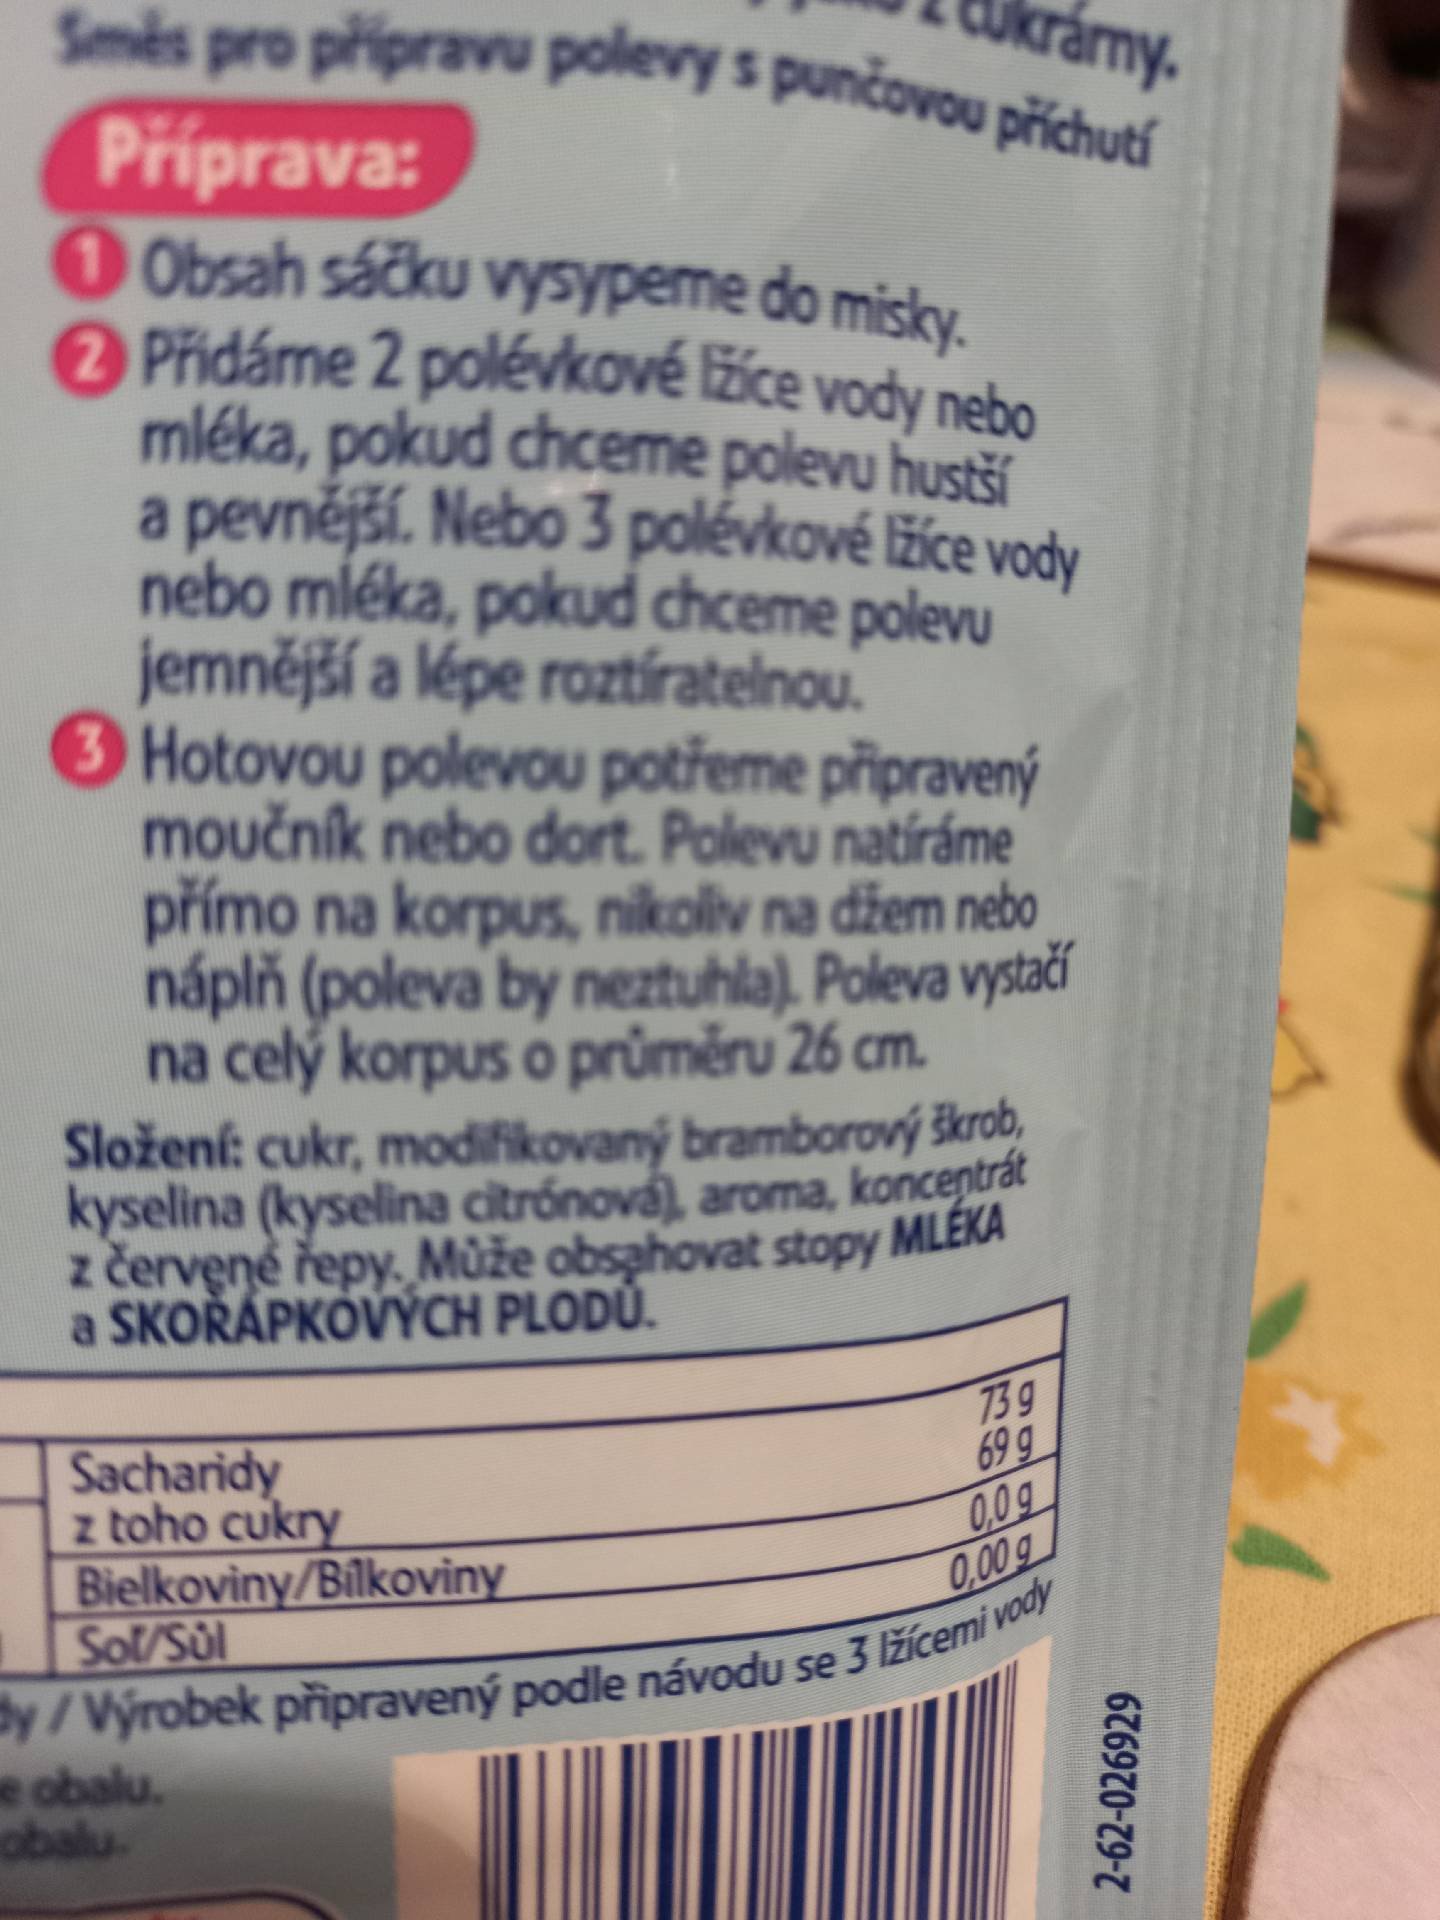 z cukrárny.
Směs pro přípravu polevy s punčovou příchutí
Příprava:
1 Obsah sáčku vysypeme do misky.
2 Přidáme 2 polévkové lžíce vody nebo
mléka, pokud chceme polevu hustší
a pevnější. Nebo 3 polévkové lžíce vody
nebo mléka, pokud chceme polevu
jemnější a lépe roztíratelnou.
3 Hotovou polevou potřeme připravený
moučník nebo dort. Polevu natíráme
přímo na korpus, nikoliv na džem nebo
náplň (poleva by neztuhla). Poleva vystačí
na celý korpus o průměru 26 cm.
Složení: cukr, modifikovaný bramborový škrob,
kyselina (kyselina citrónová), aroma, koncentrát
z červené řepy. Může obsahovat stopy MLÉKA
a SKOŘÁPKOVÝCH PLODŮ.
Sacharidy 73 g
z toho cukry 69 g
Bielkoviny/Bílkoviny 0,0 g
Soľ/Sůl 0,00 g
/ Výrobek připravený podle návodu se 3 lžícemi vody
obalu.
obalu.
2-62-026929